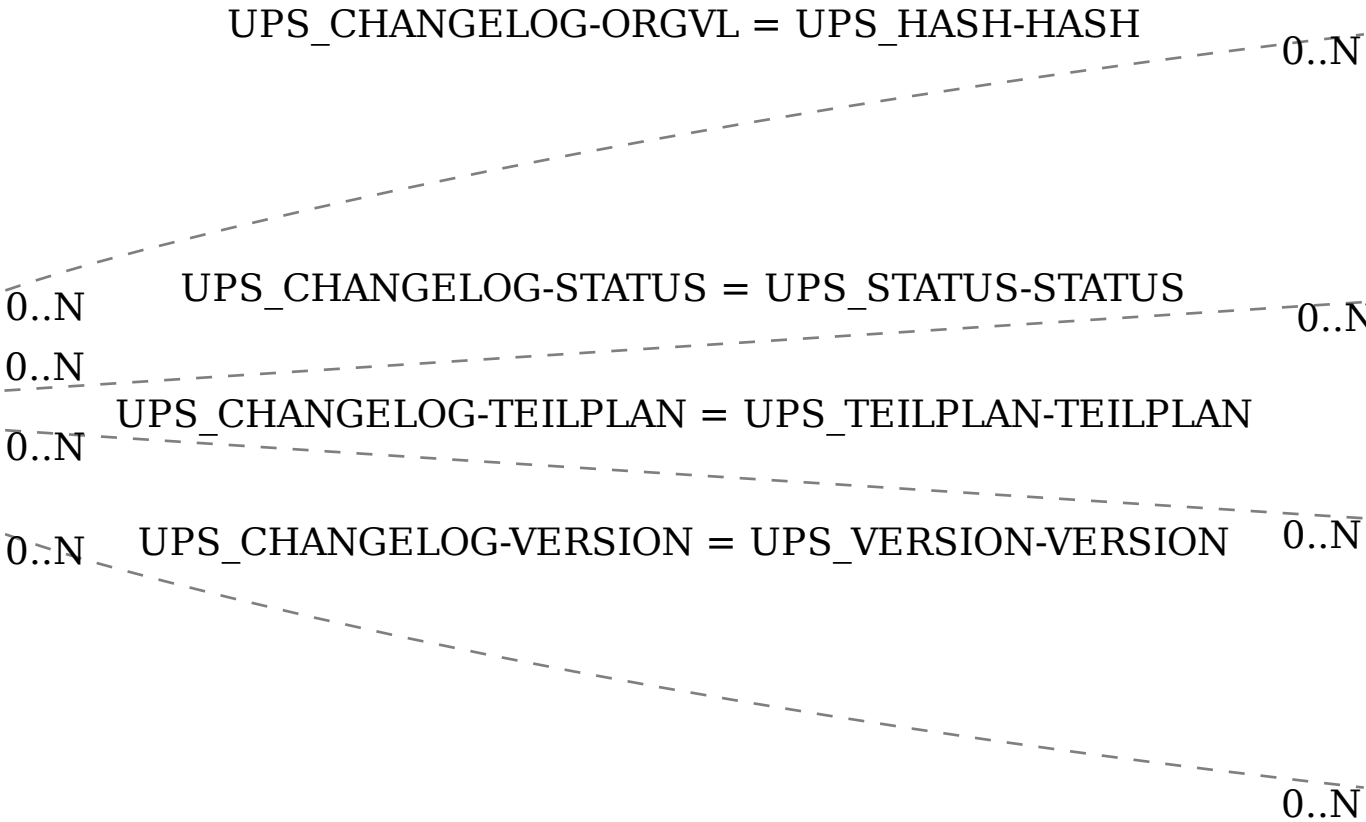 UPS_CHANGELOG-ORGVL = UPS_HASH-HASH
0..N
0..N
UPS_CHANGELOG-STATUS = UPS_STATUS-STATUS
0..N
0..N
UPS_CHANGELOG-TEILPLAN = UPS_TEILPLAN-TEILPLAN
0..N
0..N
UPS_CHANGELOG-VERSION = UPS_VERSION-VERSION
0..N
0..N